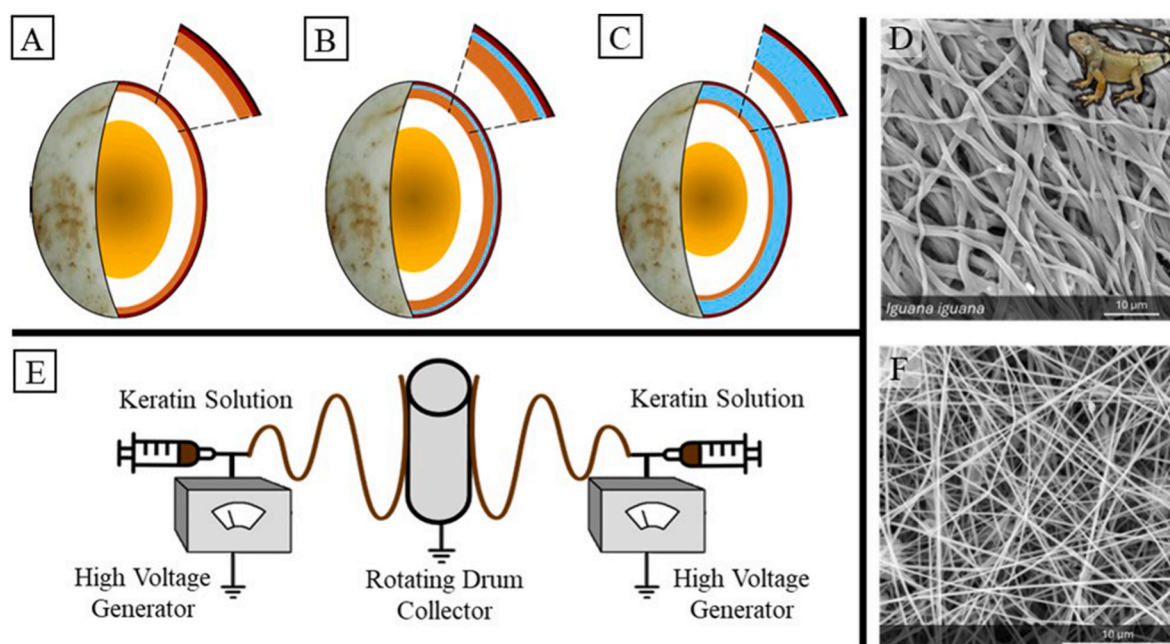 A
B
C
D
Iguana iguana
10 μm
E
Keratin Solution
Keratin Solution
High Voltage
Generator
Rotating Drum
Collector
High Voltage
Generator
F
10 μm